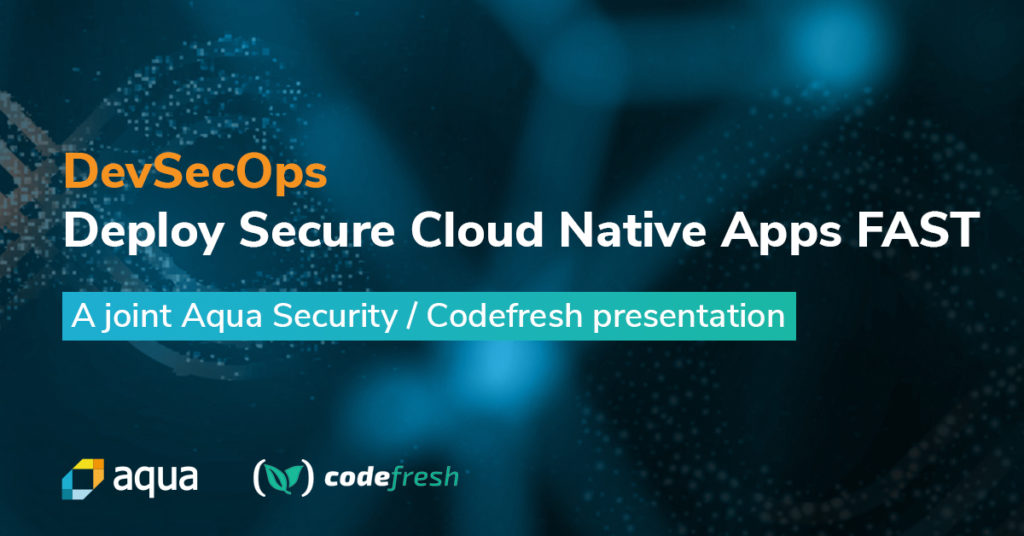 DevSecOps
Deploy Secure Cloud Native Apps FAST
A joint Aqua Security / Codefresh presentation
aqua
codefresh